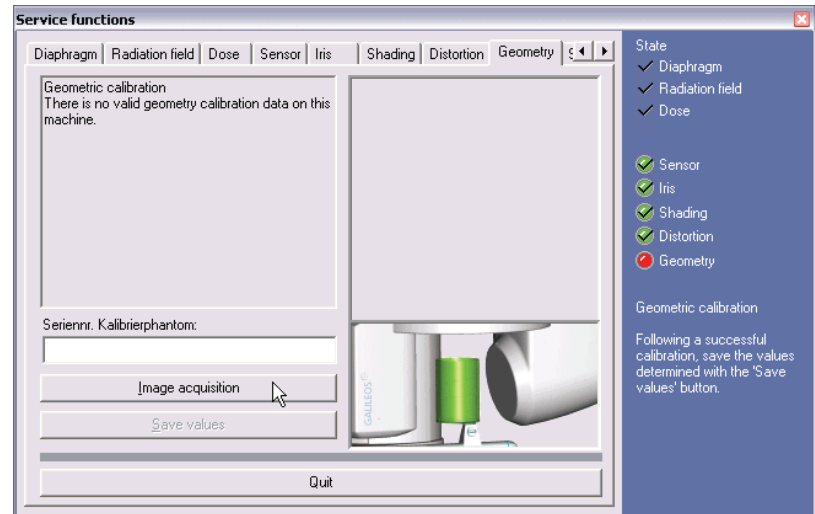 Service functions
Diaphragm Radiation field Dose Sensor Iris Shading Distortion Geometry
Geometric calibration
There is no valid geometry calibration data on this
machine.
Seriennr. Kalibrierphantom:
Image acquisition
Save values
GALILEOS
Quit
State
Diaphragm
Radiation field
Dose
Sensor
Iris
Shading
Distortion
Geometry
Geometric calibration
Following a successful
calibration, save the values
determined with the 'Save
values' button.